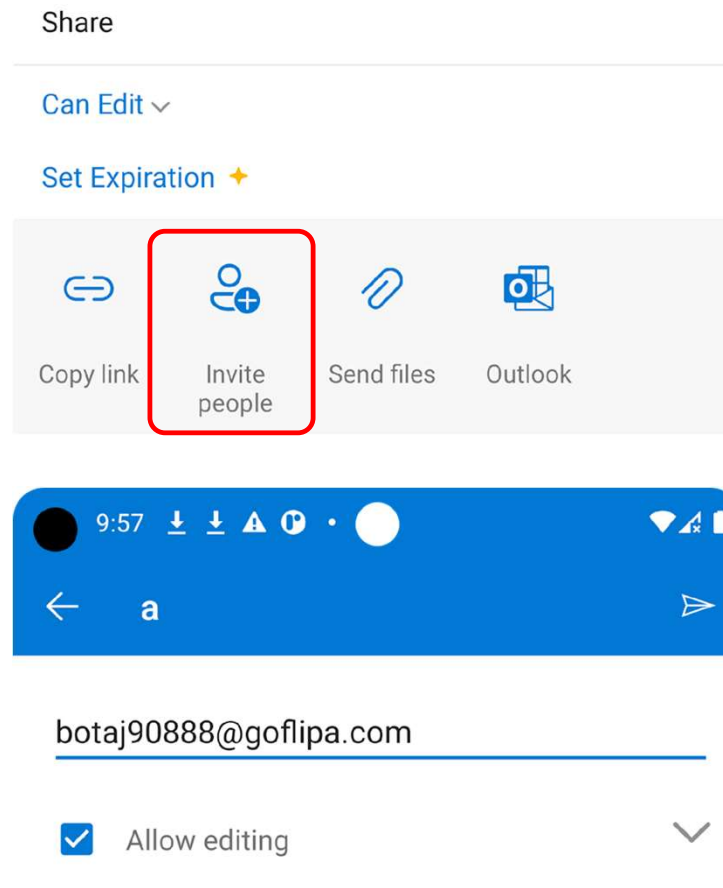 Share
Can Edit
Set Expiration
Copy link
Invite
people
Send files
Outlook
9:57
a
botaj90888@goflipa.com
Allow editing